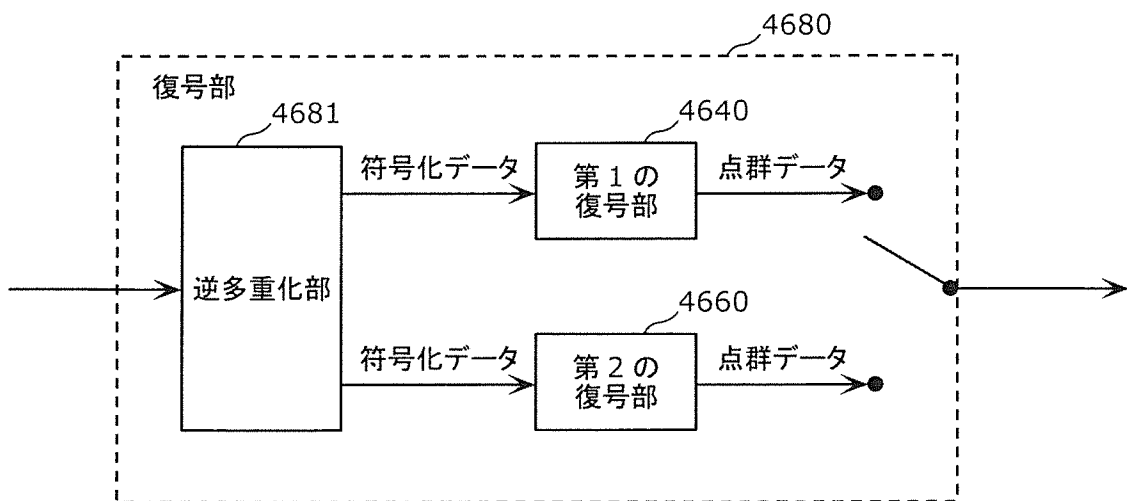 4680
復号部
4681
4640
符号化データ
第1の
復号部
点群データ
逆多重化部
4660
符号化データ
第2の
復号部
点群データ